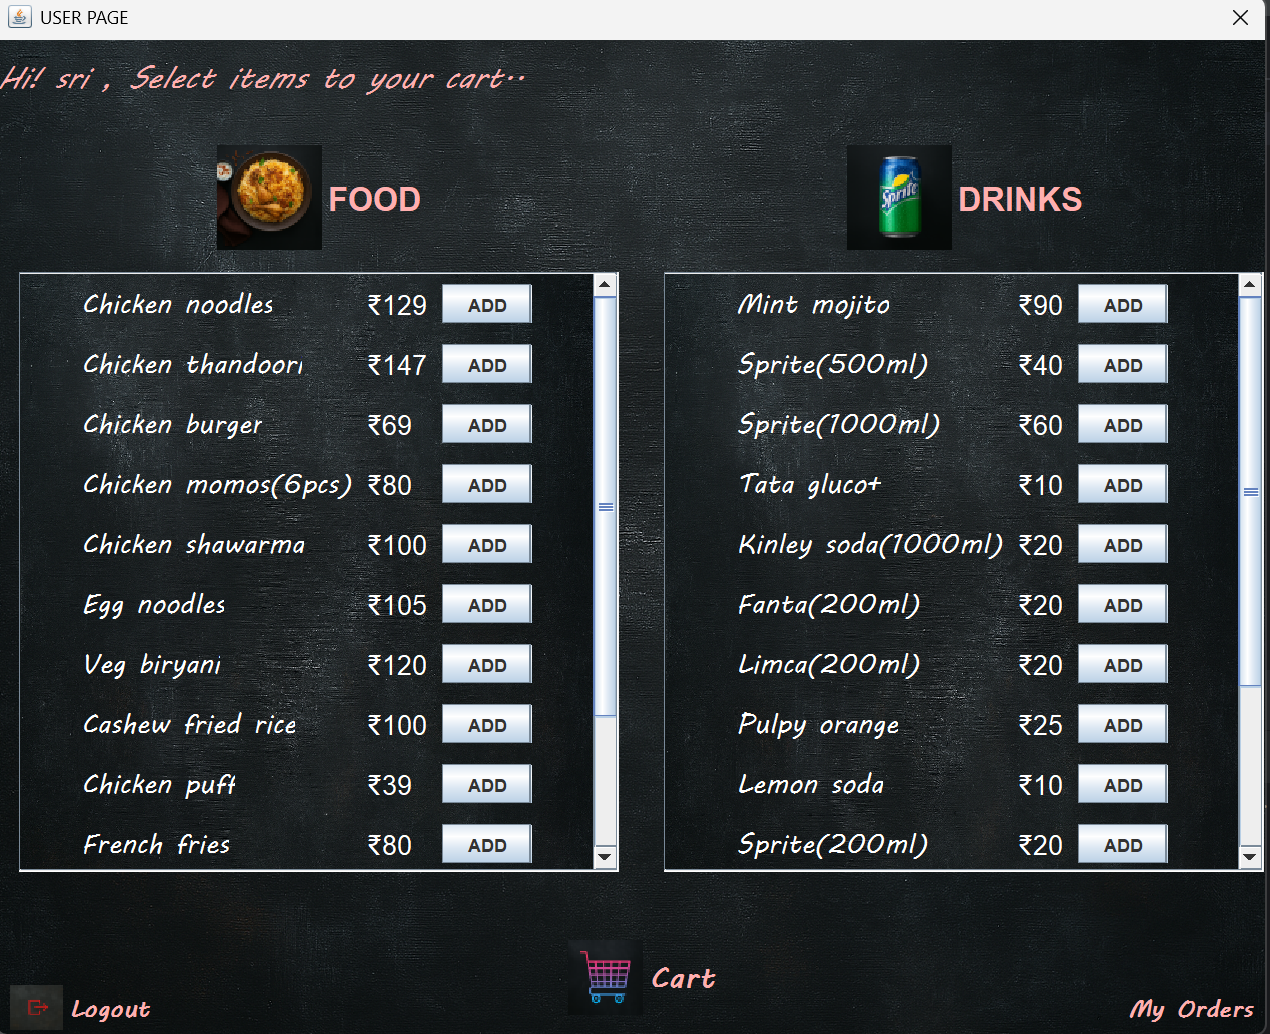 USER PAGE
Hi! sri , Select items to your cart..
FOOD
Sprite
DRINKS
Chicken noodles ₹129 ADD
Chicken thandoori ₹147 ADD
Chicken burger ₹69 ADD
Chicken momos(6pcs) ₹80 ADD
Chicken shawarma ₹100 ADD
Egg noodles ₹105 ADD
Veg biryani ₹120 ADD
Cashew fried rice ₹100 ADD
Chicken puff ₹39 ADD
French fries ₹80 ADD
Mint mojito ₹90 ADD
Sprite(500ml) ₹40 ADD
Sprite(1000ml) ₹60 ADD
Tata gluco+ ₹10 ADD
Kinley soda(1000ml) ₹20 ADD
Fanta(200ml) ₹20 ADD
Limca(200ml) ₹20 ADD
Pulpy orange ₹25 ADD
Lemon soda ₹10 ADD
Sprite(200ml) ₹20 ADD
Cart
Logout
My Orders